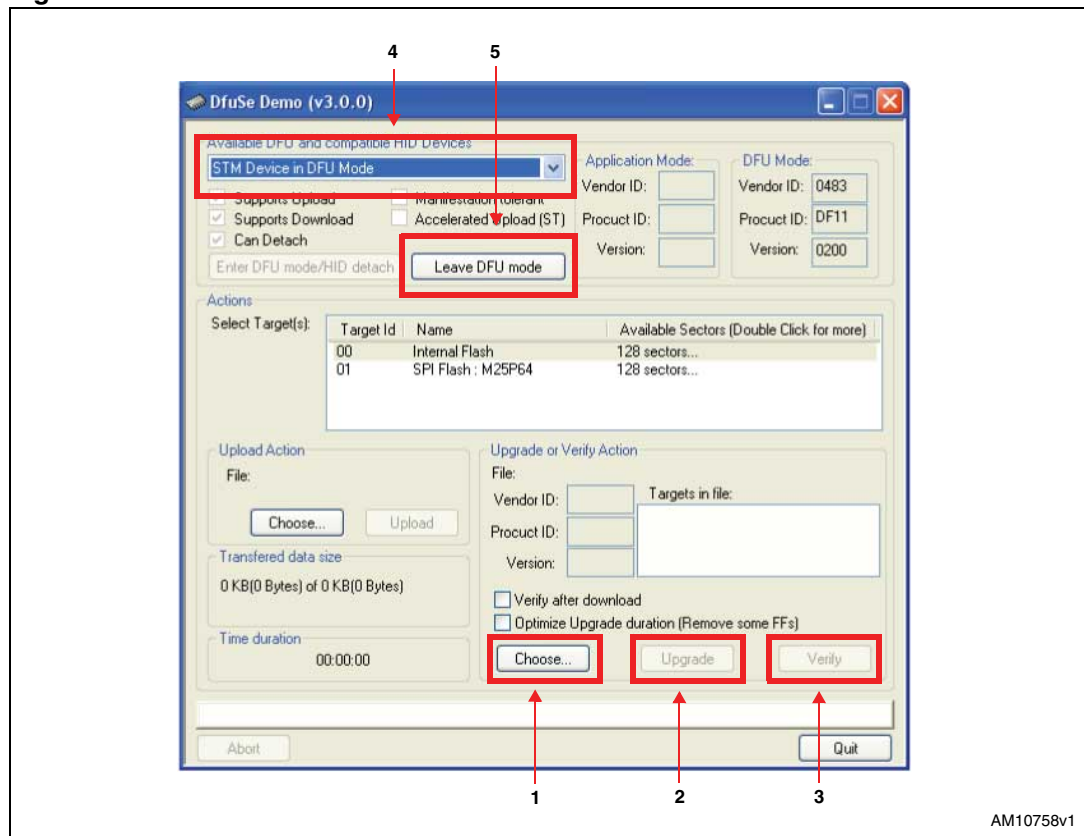 4 5
DfuSe Demo (v3.0.0)
Available DFU and compatible HID Devices
STM Device in DFU Mode
Supports Upload Manifestation tolerant
Supports Download Accelerated Upload (ST)
Can Detach
Enter DFU mode/HID detach Leave DFU mode
Application Mode: DFU Mode:
Vendor ID: Vendor ID: 0483
Procuct ID: Procuct ID: DF11
Version: Version: 0200
Actions
Select Target(s): Target Id Name Available Sectors (Double Click for more)
00 Internal Flash 128 sectors...
01 SPI Flash : M25P64 128 sectors...
Upload Action
File:
Choose... Upload
Transfered data size
0 KB(0 Bytes) of 0 KB(0 Bytes)
Time duration
00:00:00
Upgrade or Verify Action
File:
Vendor ID: Targets in file:
Procuct ID:
Version:
Verify after download
Optimize Upgrade duration (Remove some FFs)
Choose... Upgrade Verify
Abort Quit
1 2 3
AM10758v1